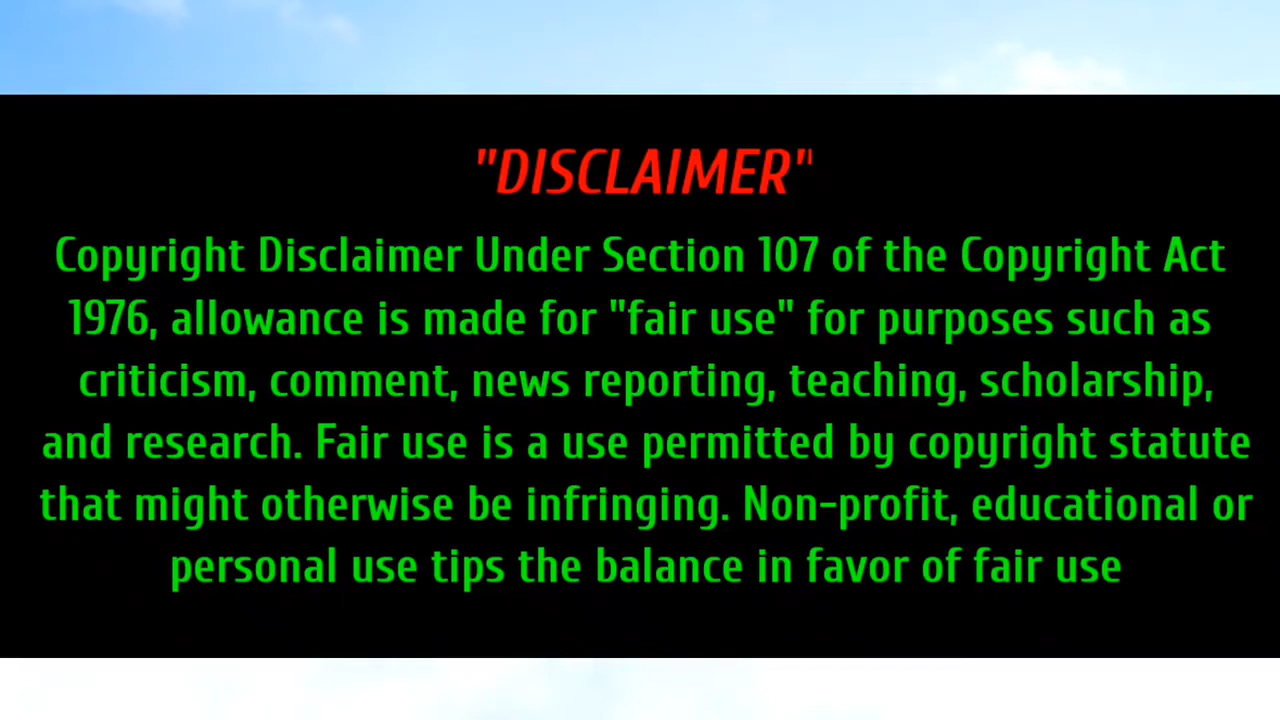 "DISCLAIMER"
Copyright Disclaimer Under Section 107 of the Copyright Act
1976, allowance is made for "fair use" for purposes such as
criticism, comment, news reporting, teaching, scholarship,
and research. Fair use is a use permitted by copyright statute
that might otherwise be infringing. Non-profit, educational or
personal use tips the balance in favor of fair use